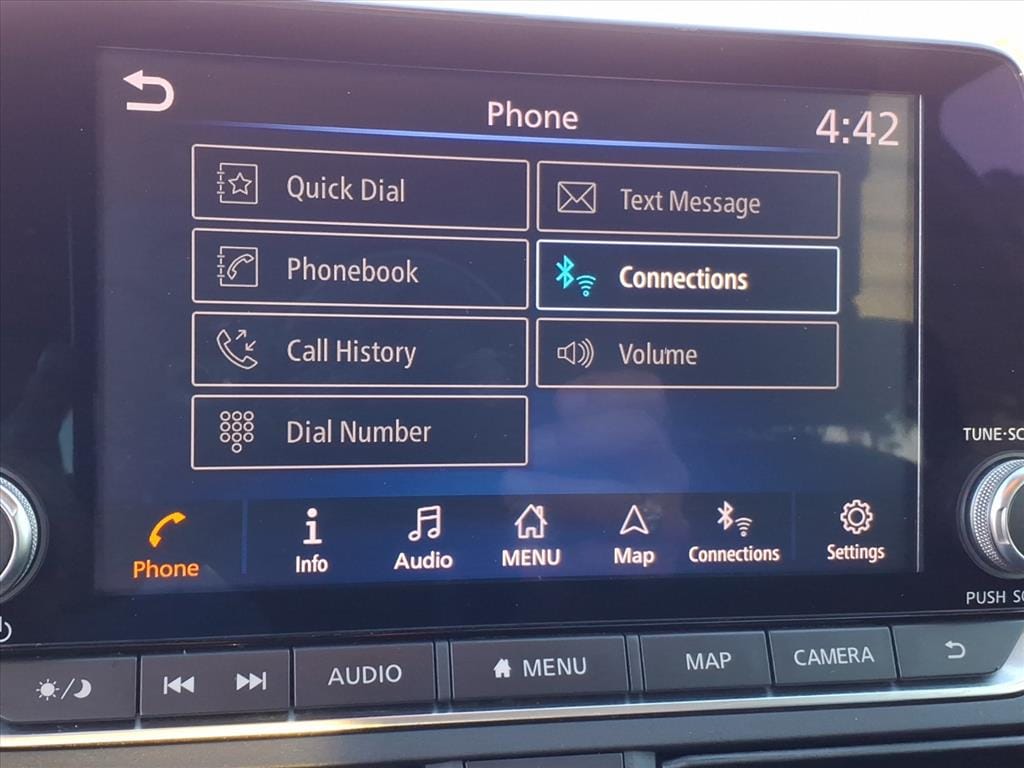 Phone
4:42
Quick Dial
Text Message
Phonebook
Connections
Call History
Volume
Dial Number
Phone
Info
Audio
MENU
Map
Connections
Settings
TUNE·SC
PUSH SO
AUDIO
MENU
MAP
CAMERA